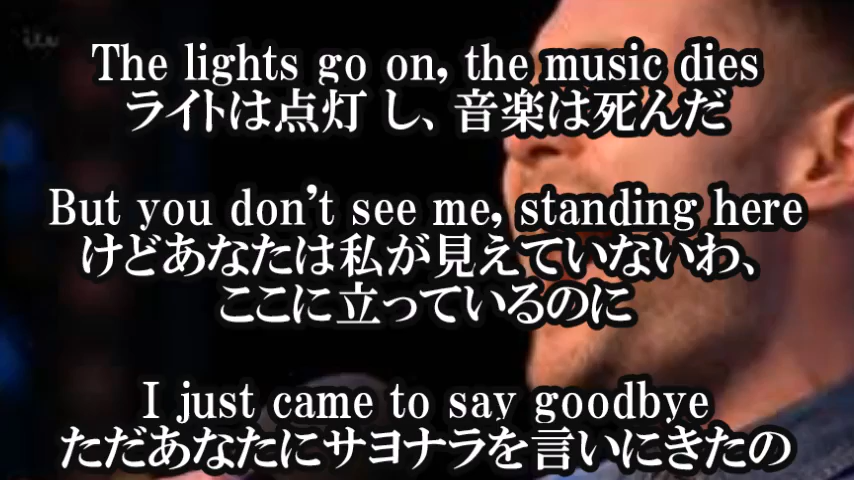 itv
The lights go on, the music dies
ライトは点灯 し、音楽は死んだ
But you don't see me, standing here
けどあなたは私が見えていないわ、
ここに立っているのに
I just came to say goodbye
ただあなたにサヨナラを言いにきたの